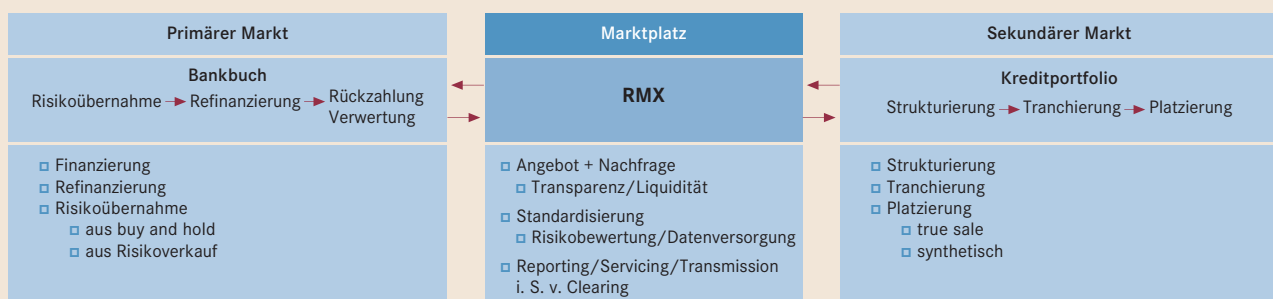 Primärer Markt
Bankbuch
Risikoübernahme
Refinanzierung
Rückzahlung
Verwertung
Finanzierung
Refinanzierung
Risikoübernahme
aus buy and hold
aus Risikoverkauf
Marktplatz
RMX
Angebot + Nachfrage
Transparenz/Liquidität
Standardisierung
Risikobewertung/Datenversorgung
Reporting/Servicing/Transmission
i. S. v. Clearing
Sekundärer Markt
Kreditportfolio
Strukturierung
Tranchierung
Platzierung
Strukturierung
Tranchierung
Platzierung
true sale
synthetisch